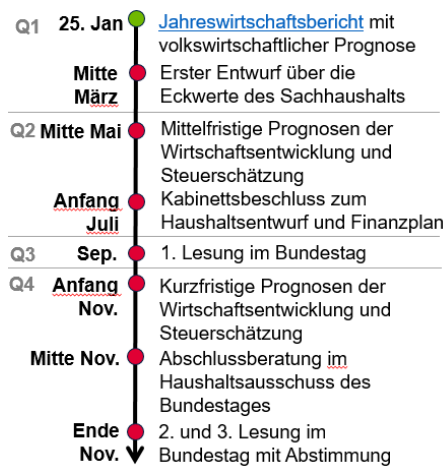 Q1 25. Jan Jahreswirtschaftsbericht mit
volkswirtschaftlicher Prognose
Mitte Erster Entwurf über die
März Eckwerte des Sachhaushalts
Q2 Mitte Mai Mittelfristige Prognosen der
Wirtschaftsentwicklung und
Steuerschätzung
Anfang Kabinettsbeschluss zum
Juli Haushaltsentwurf und Finanzplan
Q3 Sep. 1. Lesung im Bundestag
Q4 Anfang Kurzfristige Prognosen der
Nov. Wirtschaftsentwicklung und
Steuerschätzung
Mitte Nov. Abschlussberatung im
Haushaltsausschuss des
Bundestages
Ende 2. und 3. Lesung im
Nov. Bundestag mit Abstimmung